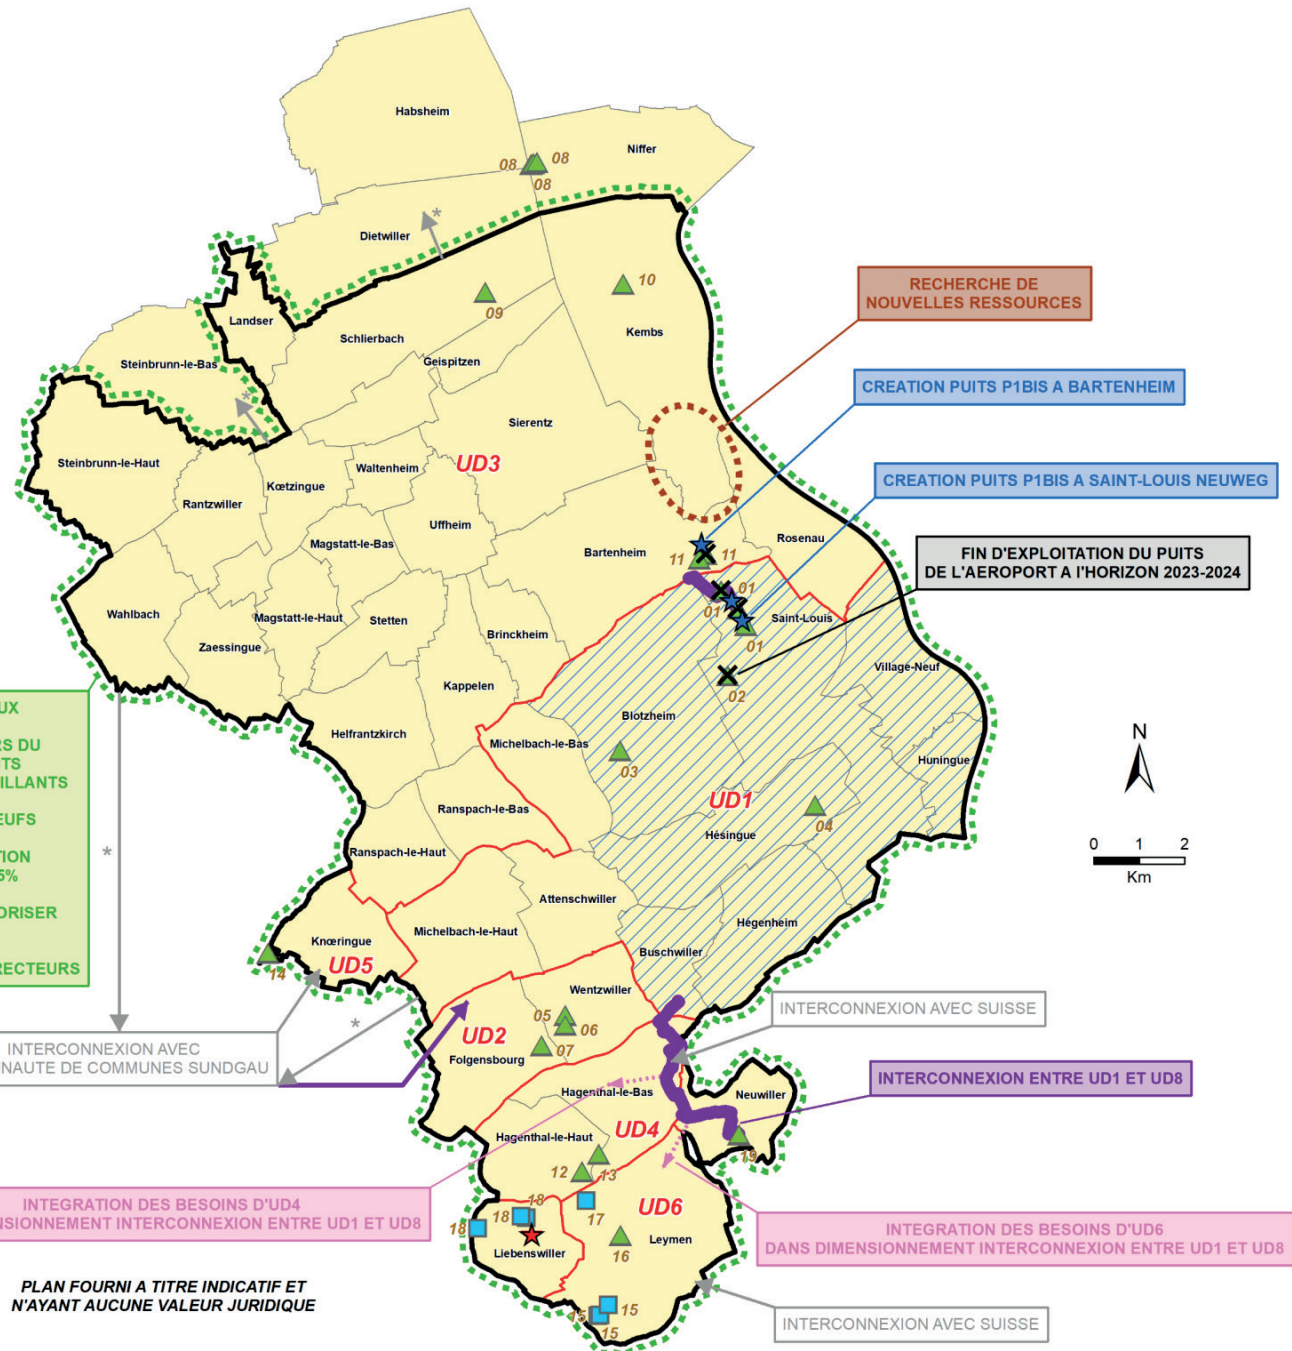 Habsheim
Niffer
08
08
08
*
Dietwiller
10
RECHERCHE DE
NOUVELLES RESSOURCES
09
Landser
Schlierbach
Kembs
Geispitzen
Steinbrunn-le-Bas
*
CREATION PUITS P1BIS A BARTENHEIM
Sierentz
Steinbrunn-le-Haut
UD3
Waltenheim
Kœtzingue
CREATION PUITS P1BIS A SAINT-LOUIS NEUWEG
Rantzwiller
Uffheim
Magstatt-le-Bas
Rosenau
Bartenheim
11
11
FIN D'EXPLOITATION DU PUITS
DE L'AEROPORT A l'HORIZON 2023-2024
Wahlbach
Magstatt-le-Haut
Stetten
01
01
Saint-Louis
01
Brinckheim
Zaessingue
Village-Neuf
Kappelen
02
UX
Blotzheim
RS DU
ITS
AILLANTS
Helfrantzkirch
Michelbach-le-Bas
N
Huningue
03
UD1
Ranspach-le-Bas
EUFS
04
Hésingue
0 1 2
Km
*
TION
5%
Ranspach-le-Haut
Attenschwiller
ORISER
Hégenheim
Michelbach-le-Haut
Knœringue
Buschwiller
RECTEURS
UD5
14
Wentzwiller
INTERCONNEXION AVEC SUISSE
05
*
06
UD2
INTERCONNEXION AVEC
NAUTE DE COMMUNES SUNDGAU
07
Folgensbourg
INTERCONNEXION ENTRE UD1 ET UD8
Hagenthal-le-Bas
Neuwiller
UD4
Hagenthal-le-Haut
19
13
12
INTEGRATION DES BESOINS D'UD4
NSIONNEMENT INTERCONNEXION ENTRE UD1 ET UD8
18
18
18
17
UD6
Leymen
16
Liebenswiller
INTEGRATION DES BESOINS D'UD6
DANS DIMENSIONNEMENT INTERCONNEXION ENTRE UD1 ET UD8
PLAN FOURNI A TITRE INDICATIF ET
N'AYANT AUCUNE VALEUR JURIDIQUE
15
15
15
INTERCONNEXION AVEC SUISSE